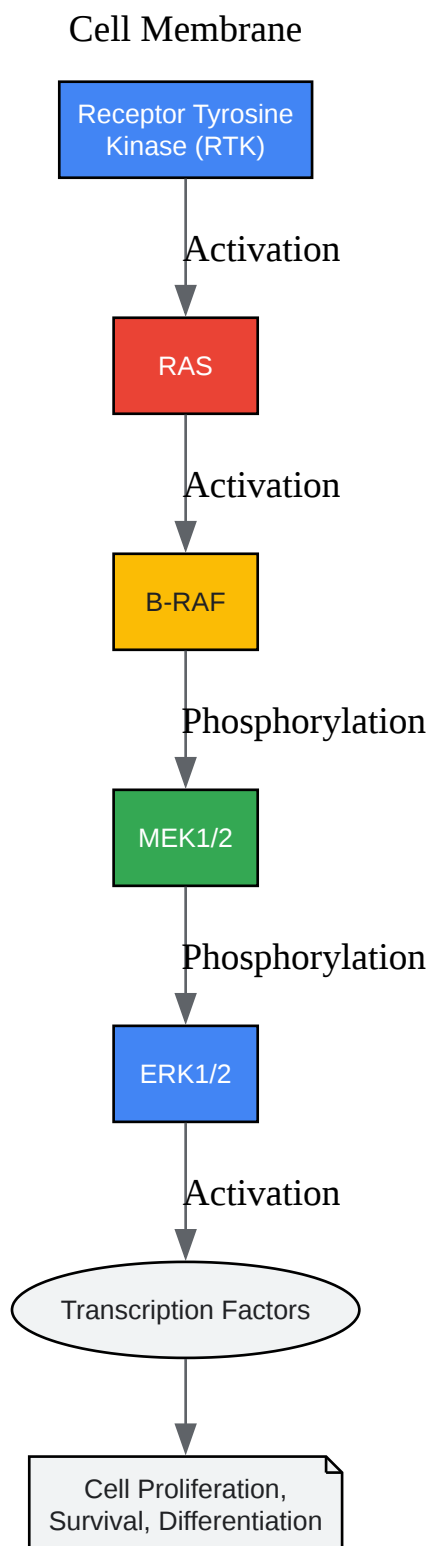 Cell Membrane
Receptor Tyrosine
Kinase (RTK)
Activation
RAS
Activation
B-RAF
Phosphorylation
MEK1/2
Phosphorylation
ERK1/2
Activation
Transcription Factors
Cell Proliferation,
Survival, Differentiation